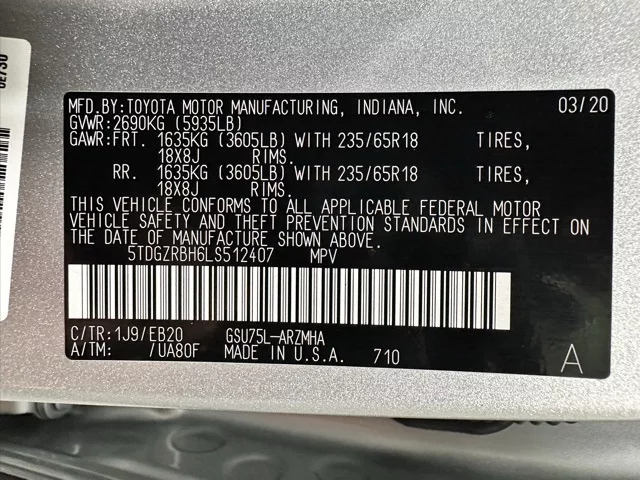 MFD.BY:TOYOTA MOTOR MANUFACTURING, INDIANA, INC. 03/20
GVWR:2690KG (5935LB)
GAWR:FRT. 1635KG (3605LB) WITH 235/65R18 TIRES,
18X8J RIMS.
RR. 1635KG (3605LB) WITH 235/65R18 TIRES,
18X8J RIMS.
THIS VEHICLE CONFORMS TO ALL APPLICABLE FEDERAL MOTOR
VEHICLE SAFETY AND THEFT PREVENTION STANDARDS IN EFFECT ON
THE DATE OF MANUFACTURE SHOWN ABOVE.
5TDGZRBH6LS512407 MPV
C/TR:1J9/EB20 GSU75L-ARZMHA
A/TM: /UA80F MADE IN U.S.A. 710 A